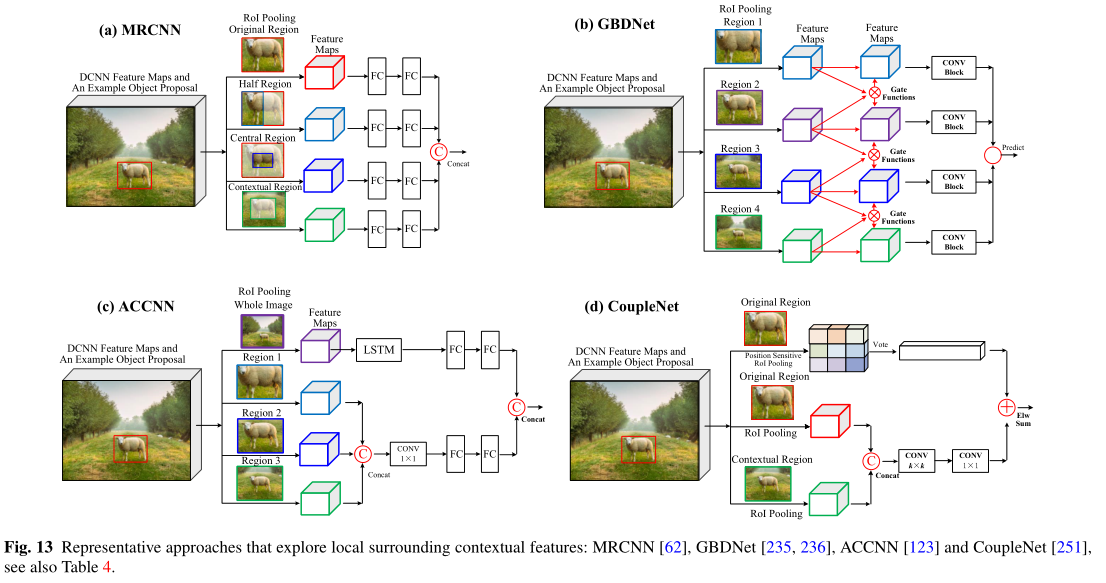 (a) MRCNN
RoI Pooling
Original Region
Feature
Maps
DCNN Feature Maps and
An Example Object Proposal
Half Region
Central Region
Contextual Region
FC
FC
FC
FC
FC
FC
FC
FC
C
Concat
(b) GBDNet
RoI Pooling
Region 1
Feature
Maps
Feature
Maps
DCNN Feature Maps and
An Example Object Proposal
Region 2
Region 3
Region 4
Gate
Functions
Gate
Functions
Gate
Functions
CONV
Block
CONV
Block
CONV
Block
CONV
Block
Predict
(c) ACCNN
RoI Pooling
Whole Image
Feature
Maps
DCNN Feature Maps and
An Example Object Proposal
Region 1
Region 2
Region 3
LSTM
FC
FC
C
Concat
CONV
1×1
FC
FC
C
Concat
(d) CoupleNet
Original Region
DCNN Feature Maps and
An Example Object Proposal
Position Sensitive
RoI Pooling
Vote
Original Region
RoI Pooling
Contextual Region
RoI Pooling
C
Concat
CONV
k×k
CONV
1×1
Elw
Sum
Fig. 13 Representative approaches that explore local surrounding contextual features: MRCNN [62], GBDNet [235, 236], ACCNN [123] and CoupleNet [251],
see also Table 4.